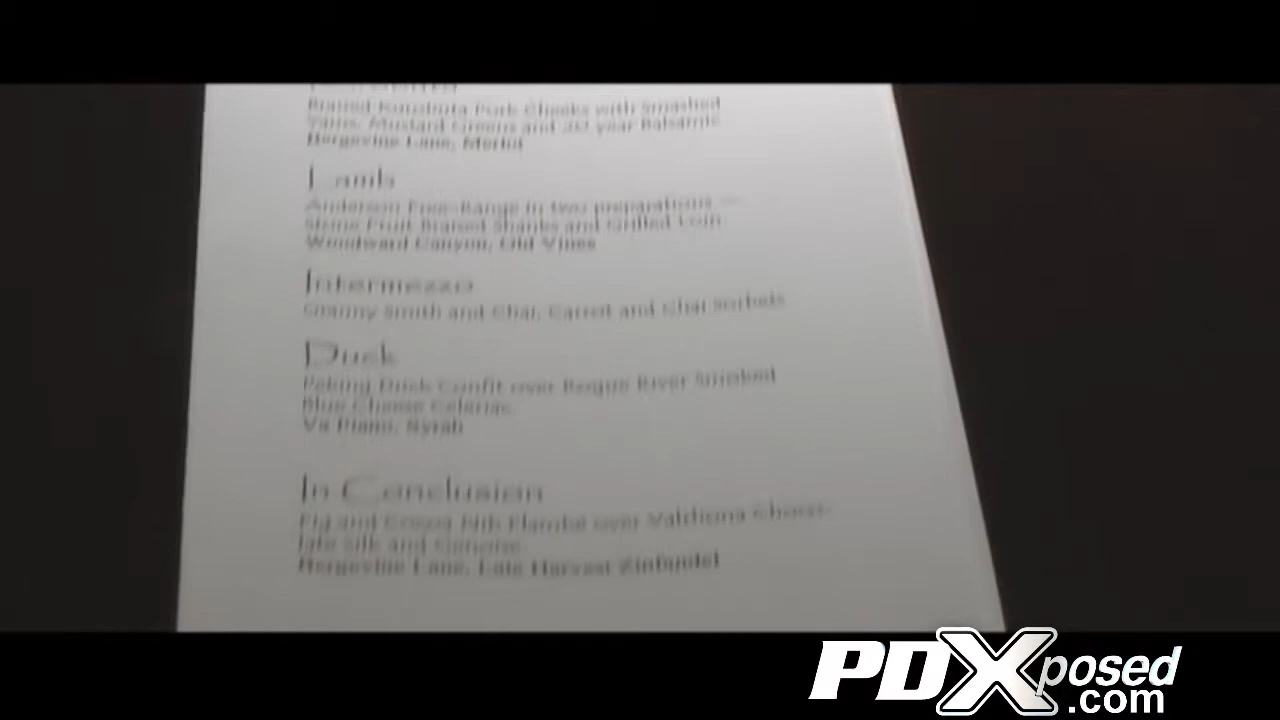 Braised Kurobuta Pork Cheeks with Smashed
Yams, Mustard Greens and 20 year Balsamic
Bergevine Lane, Merlot
Lamb
Anderson Free-Range in two preparations —
Stone Fruit Braised Shanks and Grilled Loin
Woodward Canyon, Old Vines
Intermezzo
Granny Smith and Chai, Carrot and Chai Sorbets
Duck
Peking Duck Confit over Rogue River Smoked
Blue Cheese Celeriac
Va Piano, Syrah
In Conclusion
Fig and Cocoa Nib Flambé over Valrhona Choco-
late Silk and Genoise
Bergevine Lane, Late Harvest Zinfandel
PDXposed
.com